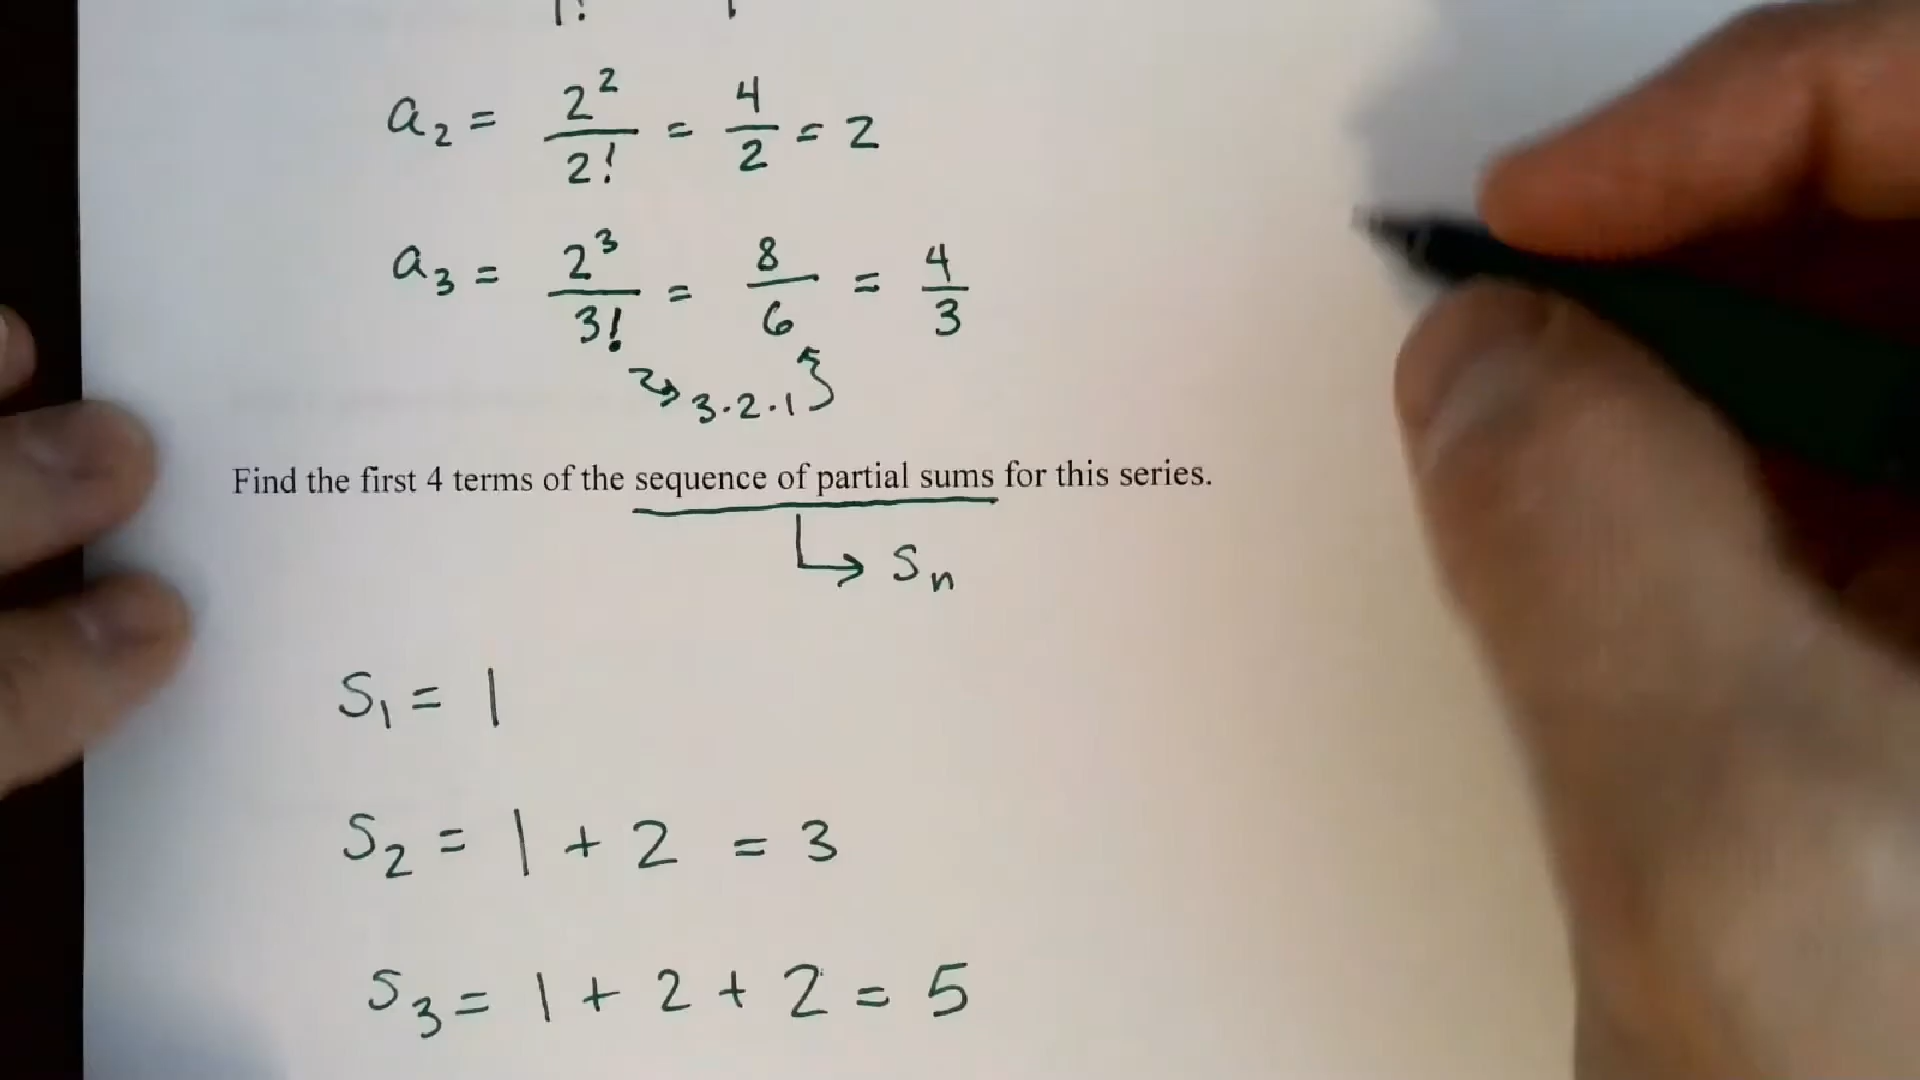 a₂ = 2²/2! = 4/2 = 2
a₃ = 2³/3! = 8/6 = 4/3
3·2·1
Find the first 4 terms of the sequence of partial sums for this series.
Sₙ
S₁ = 1
S₂ = 1 + 2 = 3
S₃ = 1 + 2 + 2 = 5